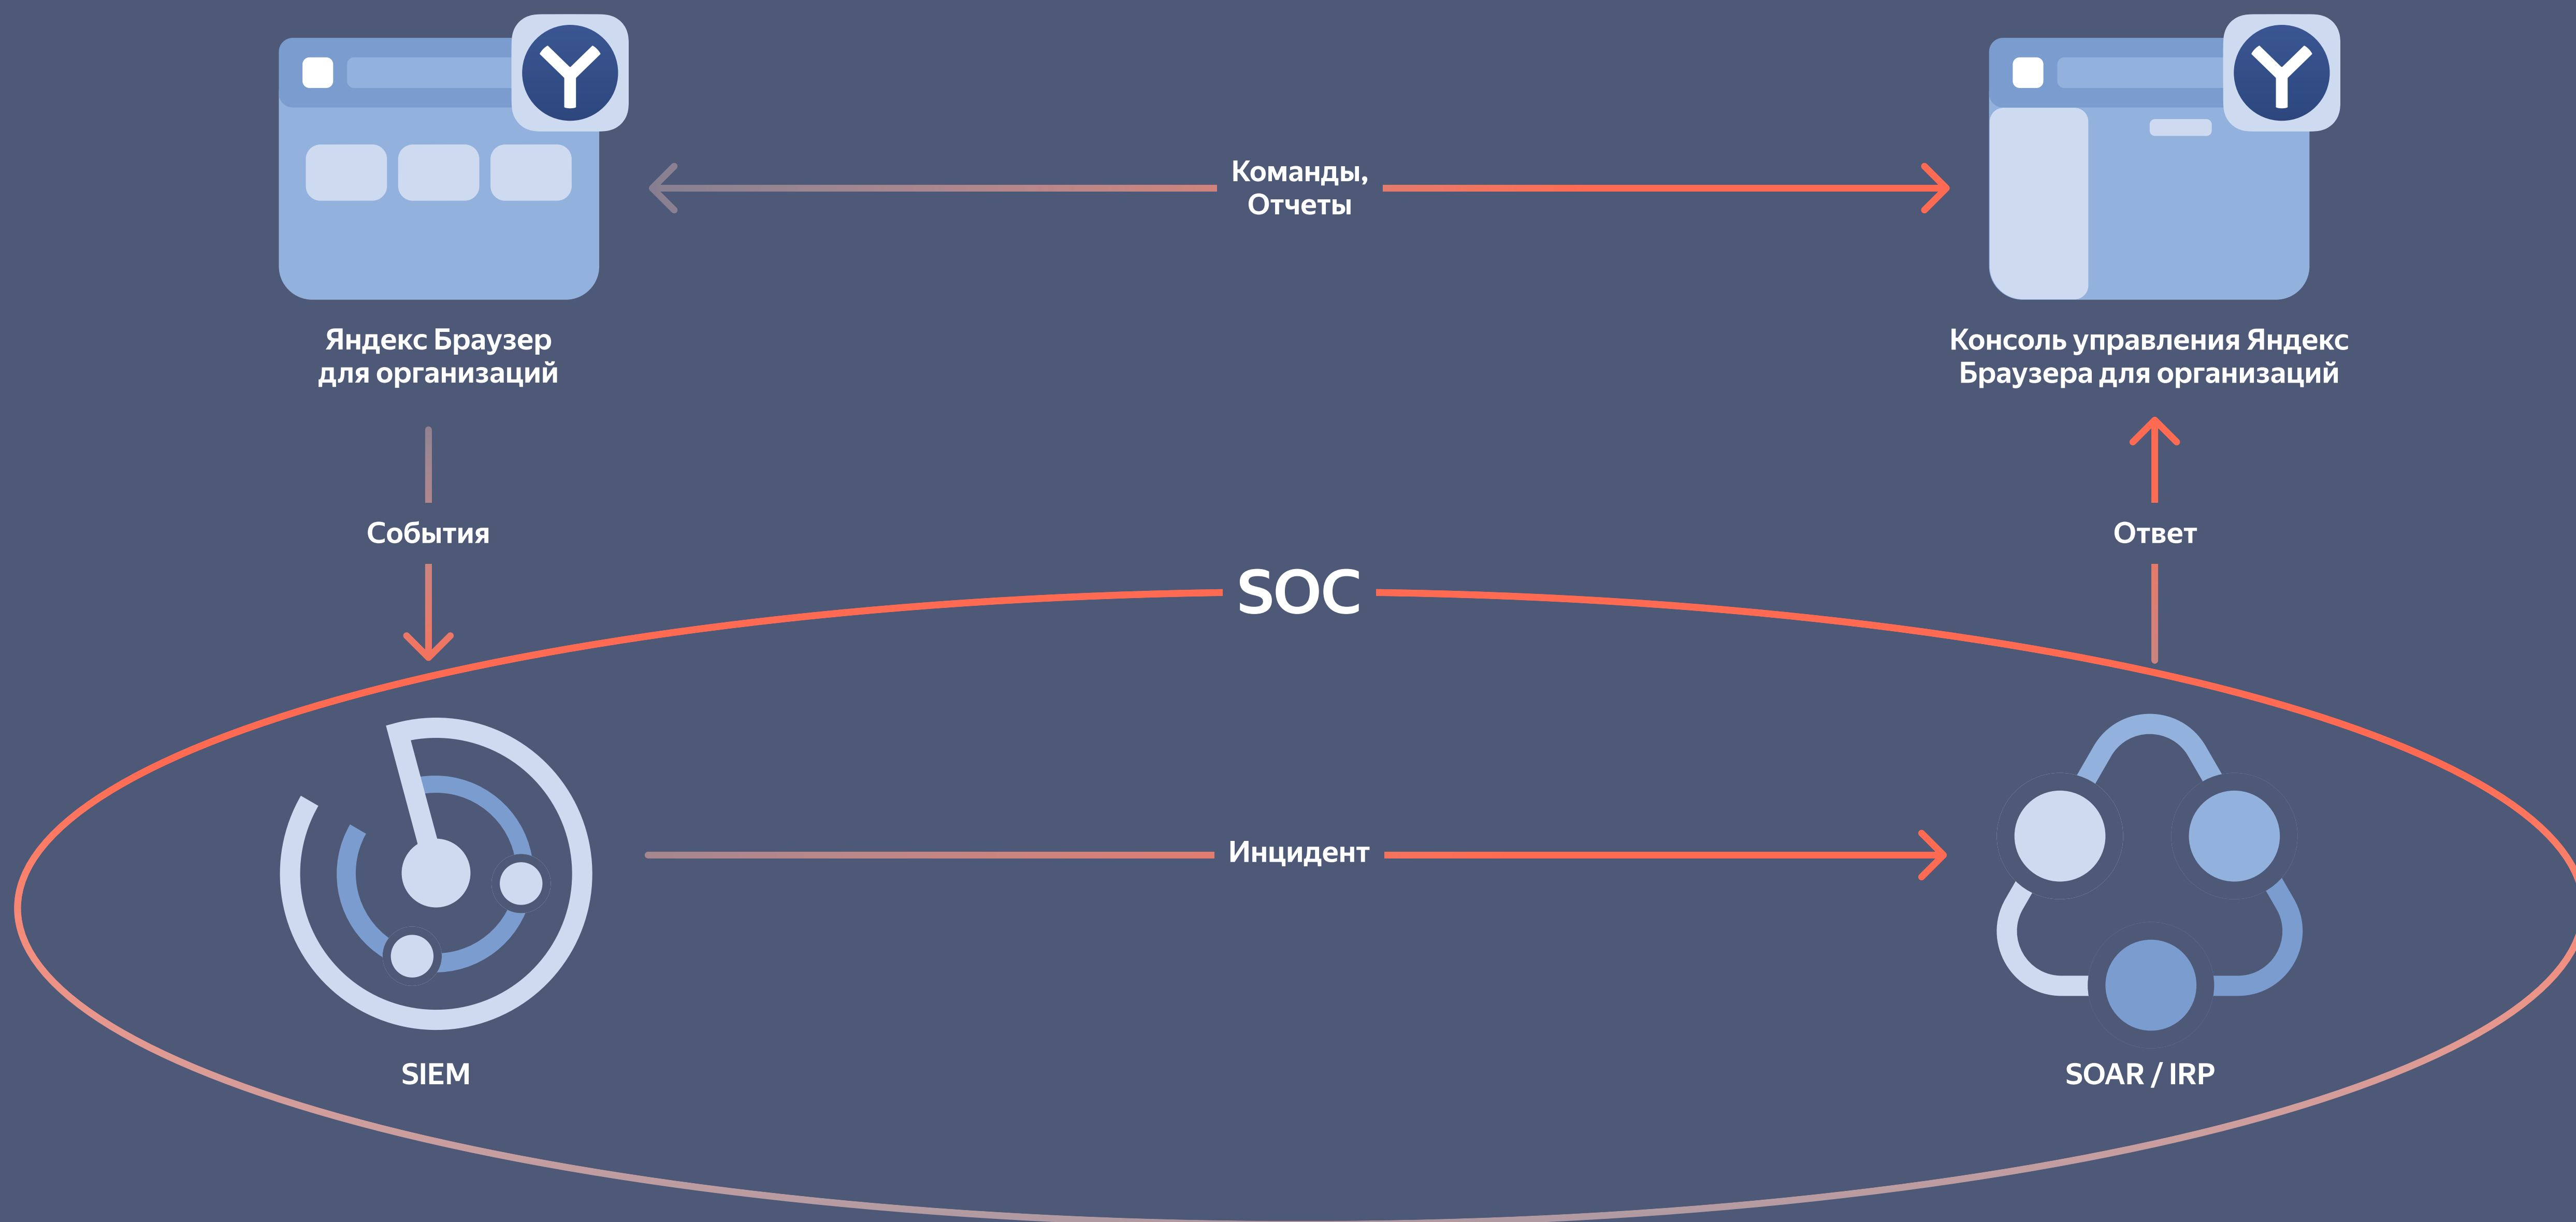 Команды,
Отчеты
Яндекс Браузер
для организаций
Консоль управления Яндекс
Браузера для организаций
События
Ответ
SOC
Инцидент
SIEM
SOAR / IRP